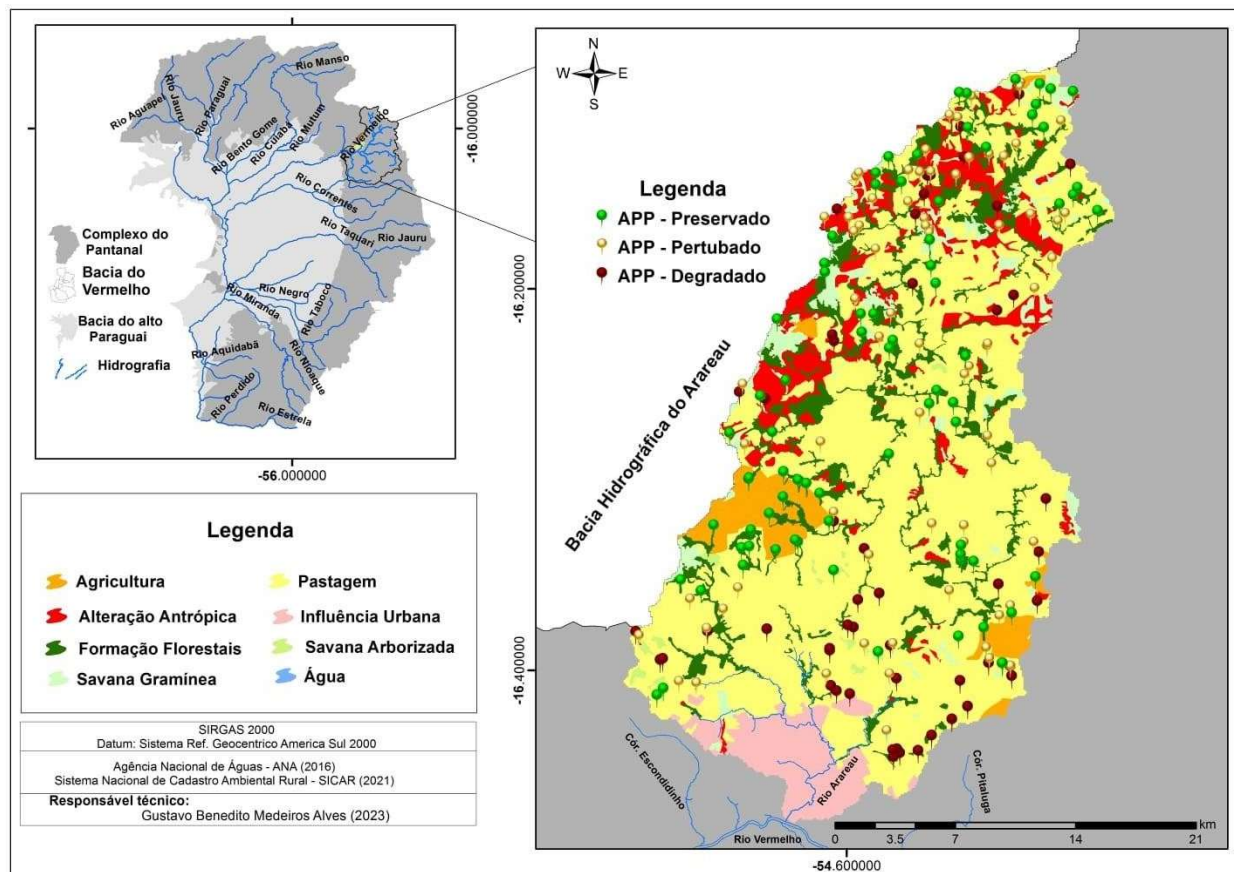 Rio Manso
Rio Aguapeí
Rio Jauru
Rio Paraguai
Rio Bento Gome
Rio Cuiabá
Rio Mutum
Rio Vermelho
Rio Correntes
Rio Taquari
Rio Jauru
Rio Negro
Rio Miranda
Rio Taboco
Rio Aquidabã
Rio Nioaque
Rio Perdido
Rio Estrela
-16.000000
-56.000000
Complexo do
Pantanal
Bacia do
Vermelho
Bacia do alto
Paraguai
Hidrografia
Legenda
Agricultura
Pastagem
Alteração Antrópica
Influência Urbana
Formação Florestais
Savana Arborizada
Savana Gramínea
Água
SIRGAS 2000
Datum: Sistema Ref. Geocentrico America Sul 2000
Agência Nacional de Águas - ANA (2016)
Sistema Nacional de Cadastro Ambiental Rural - SICAR (2021)
Responsável técnico:
Gustavo Benedito Medeiros Alves (2023)
N
W E
S
Legenda
APP - Preservado
APP - Pertubado
APP - Degradado
-16.200000
-16.400000
Bacia Hidrográfica do Arareau
Cór. Escondidinho
Rio Arareau
Cór. Pitaluga
Rio Vermelho
km
0 3.5 7 14 21
-54.600000